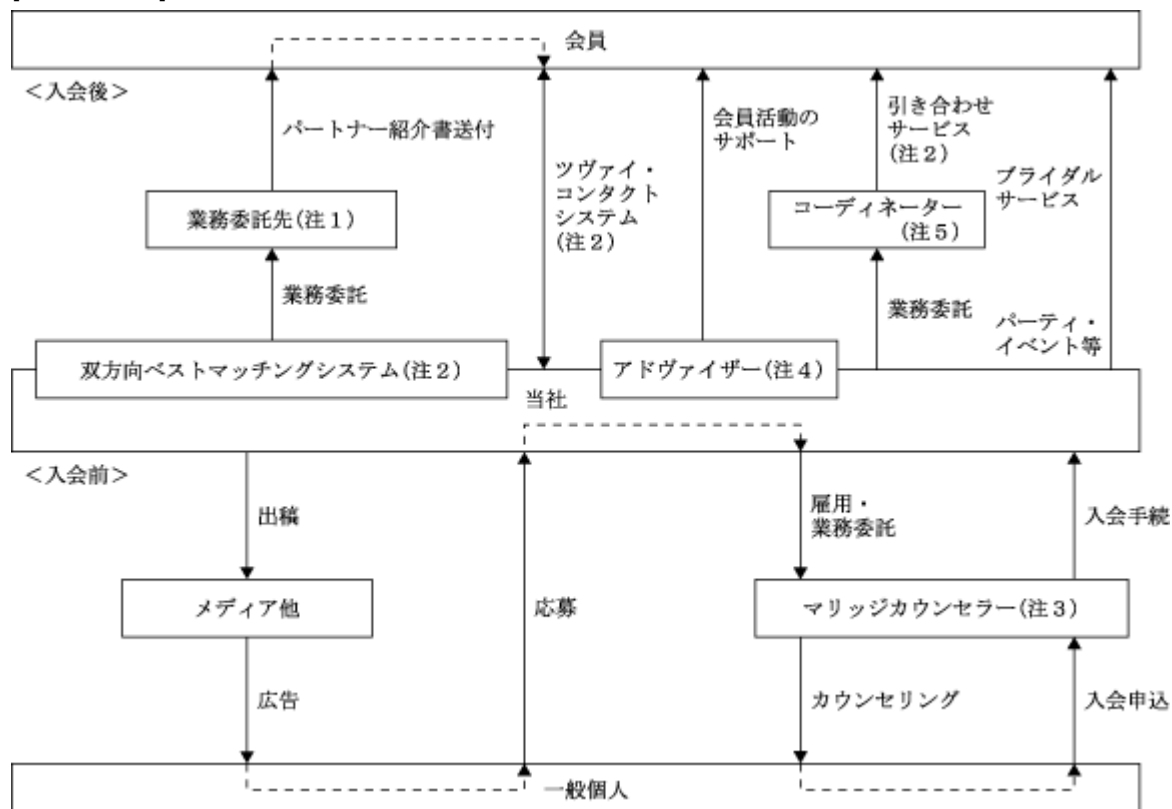 会員
＜入会後＞
パートナー紹介書送付
ツヴァイ・
コンタクト
システム
(注２)
会員活動の
サポート
引き合わせ
サービス
(注２)
ブライダル
サービス
業務委託先(注１)
コーディネーター
(注５)
業務委託
業務委託
パーティ・
イベント等
双方向ベストマッチングシステム(注２)
アドヴァイザー(注４)
当社
＜入会前＞
出稿
雇用・
業務委託
入会手続
メディア他
応募
マリッジカウンセラー(注３)
広告
カウンセリング
入会申込
一般個人